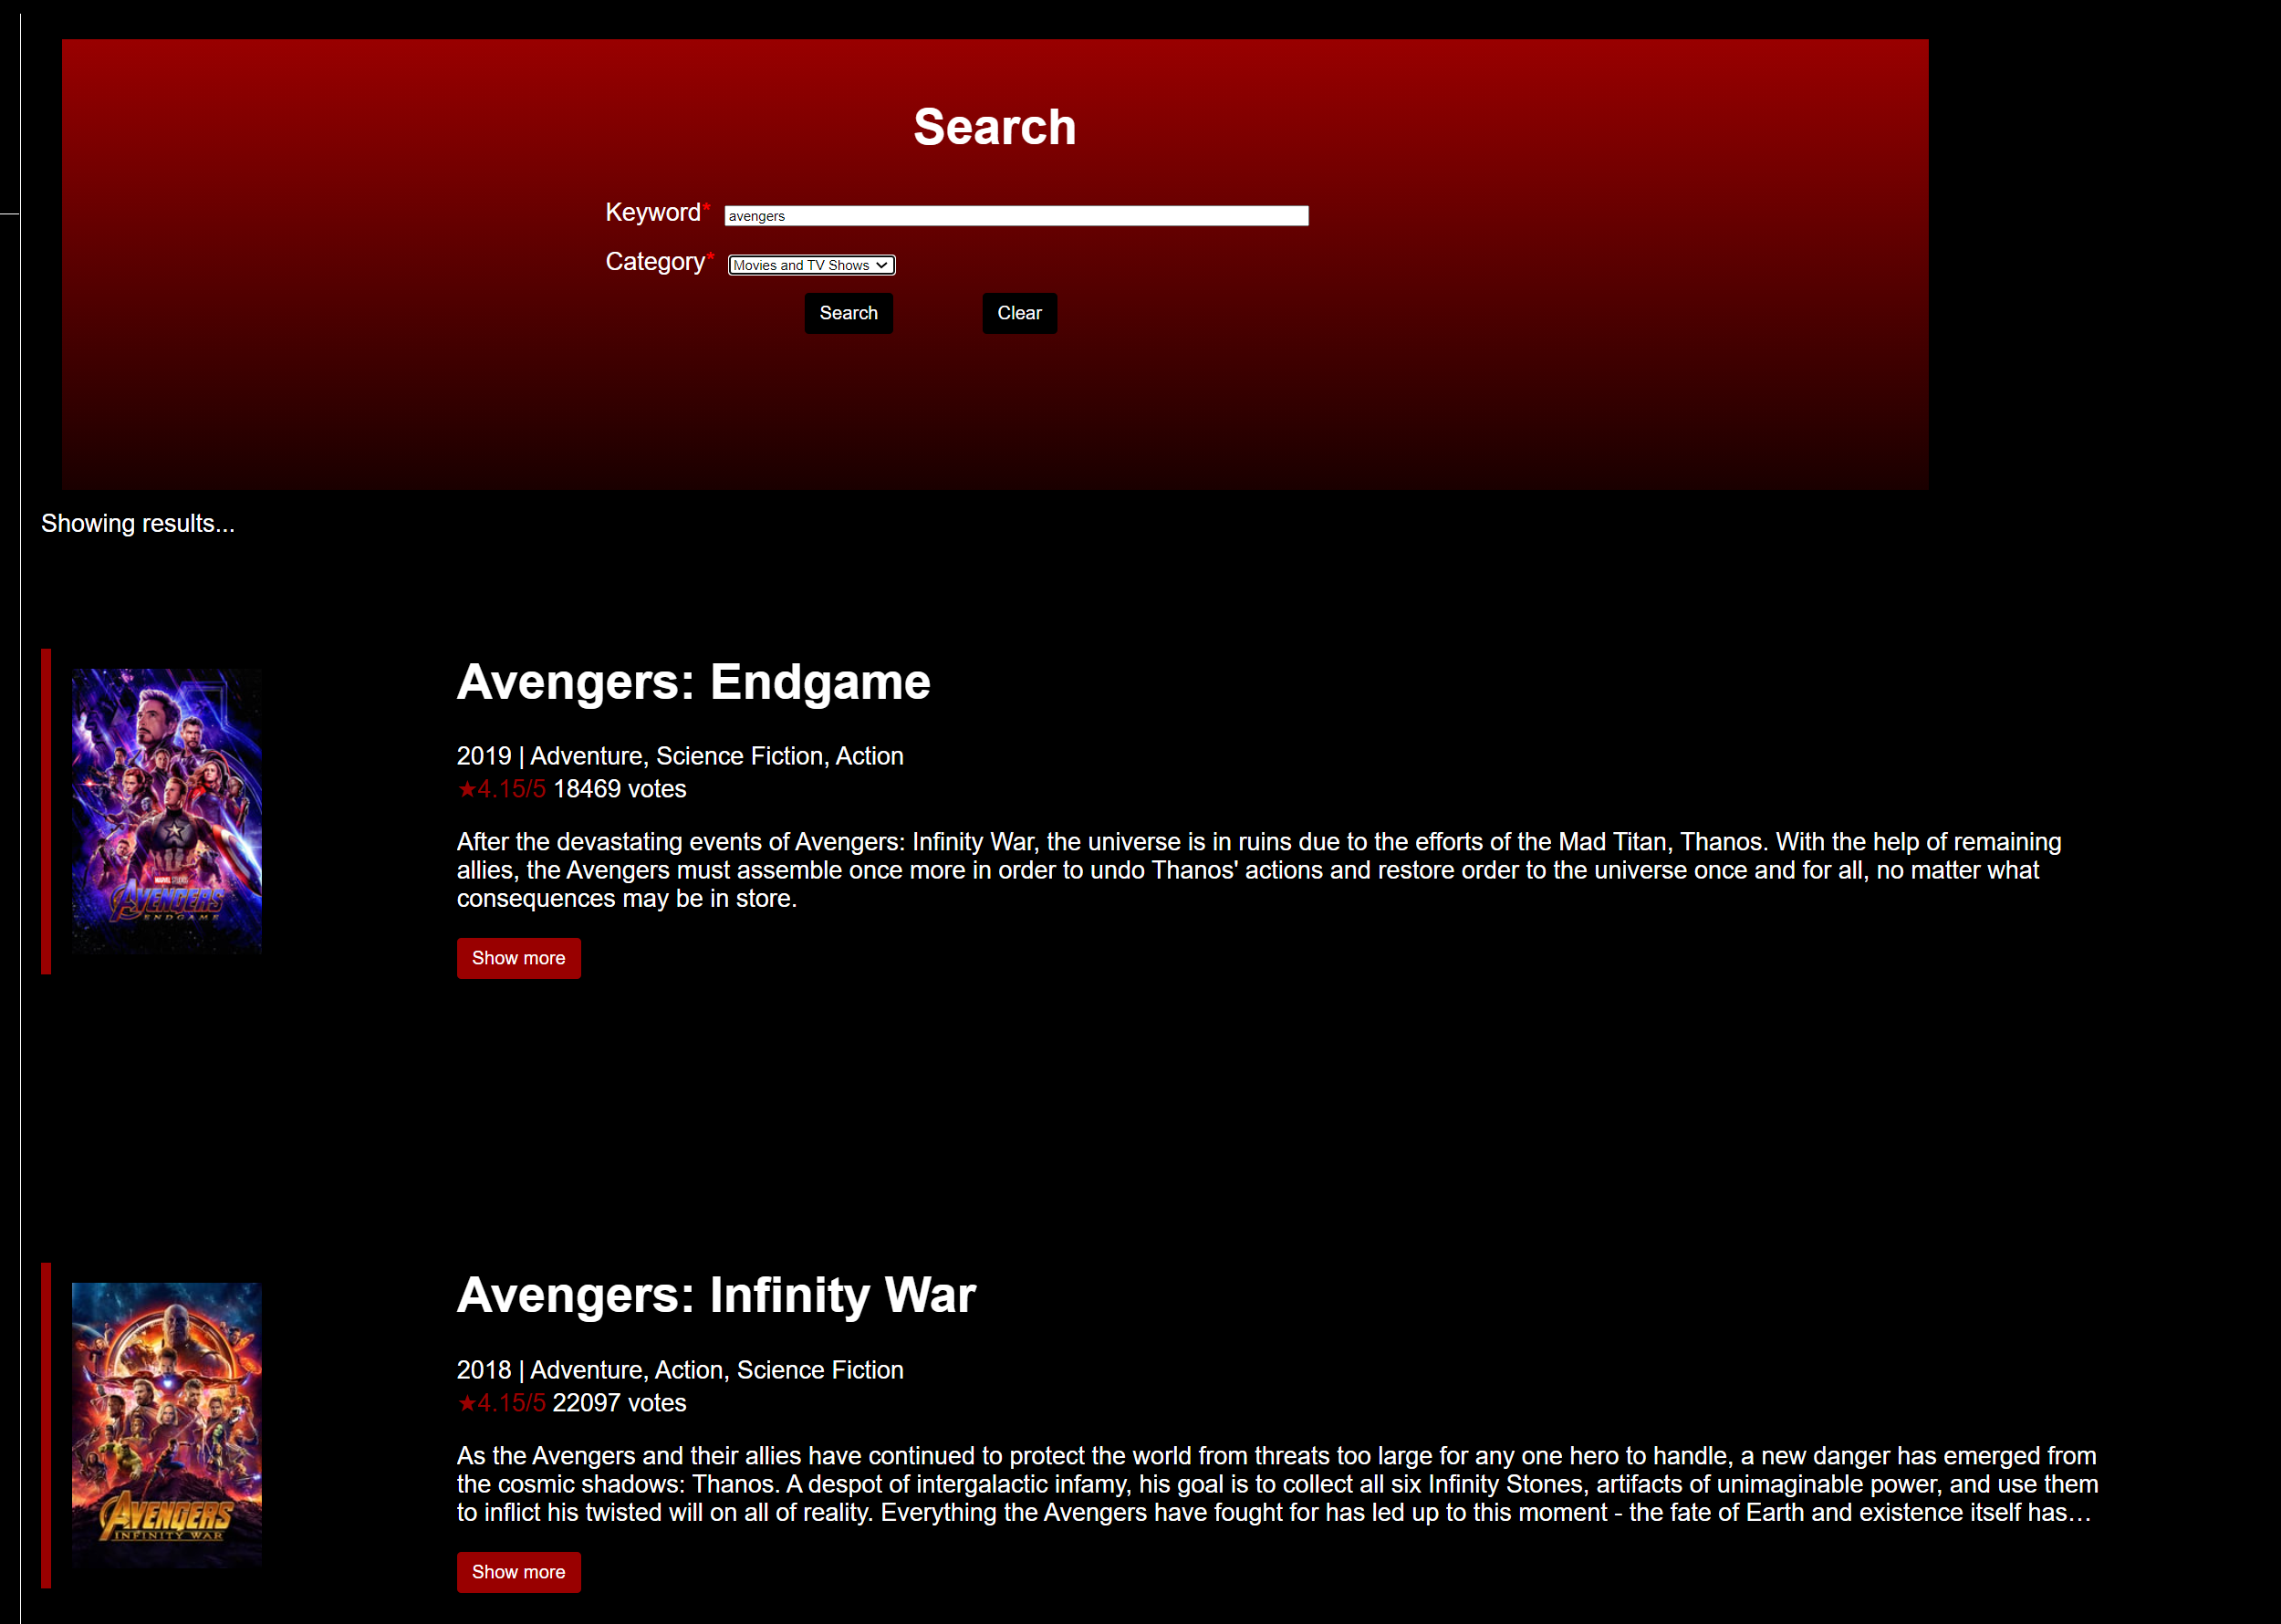 Search
Keyword*
avengers
Category*
Movies and TV Shows
Search
Clear
Showing results...
Avengers: Endgame
2019 | Adventure, Science Fiction, Action
★4.15/5 18469 votes
After the devastating events of Avengers: Infinity War, the universe is in ruins due to the efforts of the Mad Titan, Thanos. With the help of remaining
allies, the Avengers must assemble once more in order to undo Thanos' actions and restore order to the universe once and for all, no matter what
consequences may be in store.
Show more
MARVEL STUDIOS
AVENGERS
ENDGAME
Avengers: Infinity War
2018 | Adventure, Action, Science Fiction
★4.15/5 22097 votes
As the Avengers and their allies have continued to protect the world from threats too large for any one hero to handle, a new danger has emerged from
the cosmic shadows: Thanos. A despot of intergalactic infamy, his goal is to collect all six Infinity Stones, artifacts of unimaginable power, and use them
to inflict his twisted will on all of reality. Everything the Avengers have fought for has led up to this moment - the fate of Earth and existence itself has…
Show more
AVENGERS
INFINITY WAR